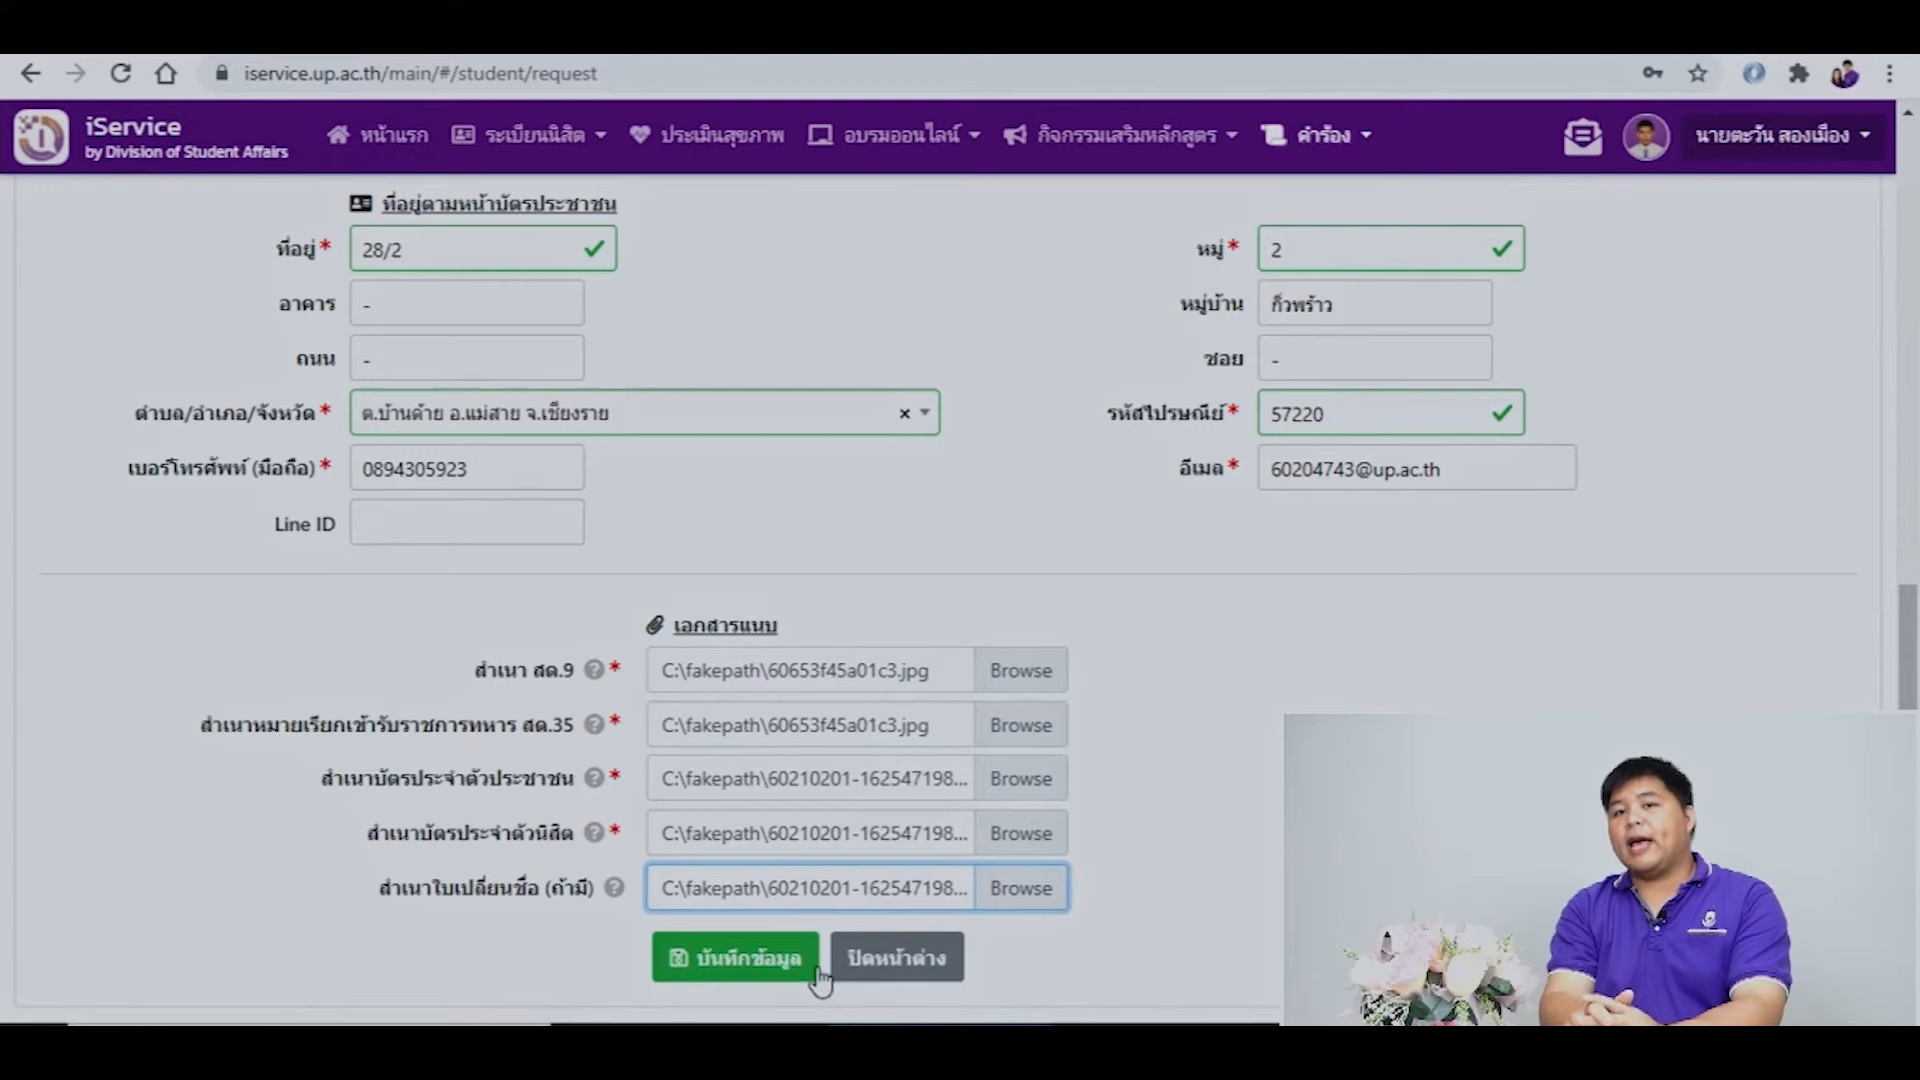 iservice.up.ac.th/main/#/student/request
iService
by Division of Student Affairs
หน้าแรก ระเบียนนิสิต ประเมินสุขภาพ อบรมออนไลน์ กิจกรรมเสริมหลักสูตร คำร้อง นายตะวัน สองเมือง
ที่อยู่ตามหน้าบัตรประชาชน
ที่อยู่* 28/2 หมู่* 2
อาคาร - หมู่บ้าน กิ่วพร้าว
ถนน - ซอย -
ตำบล/อำเภอ/จังหวัด* ต.บ้านด้าย อ.แม่สาย จ.เชียงราย × รหัสไปรษณีย์* 57220
เบอร์โทรศัพท์ (มือถือ)* 0894305923 อีเมล* 60204743@up.ac.th
Line ID
เอกสารแนบ
สำเนา สด.9 ? * C:\fakepath\60653f45a01c3.jpg Browse
สำเนาหมายเรียกเข้ารับราชการทหาร สด.35 ? * C:\fakepath\60653f45a01c3.jpg Browse
สำเนาบัตรประจำตัวประชาชน ? * C:\fakepath\60210201-162547198... Browse
สำเนาบัตรประจำตัวนิสิต ? * C:\fakepath\60210201-162547198... Browse
สำเนาใบเปลี่ยนชื่อ (ถ้ามี) ? C:\fakepath\60210201-162547198... Browse
บันทึกข้อมูล ปิดหน้าต่าง